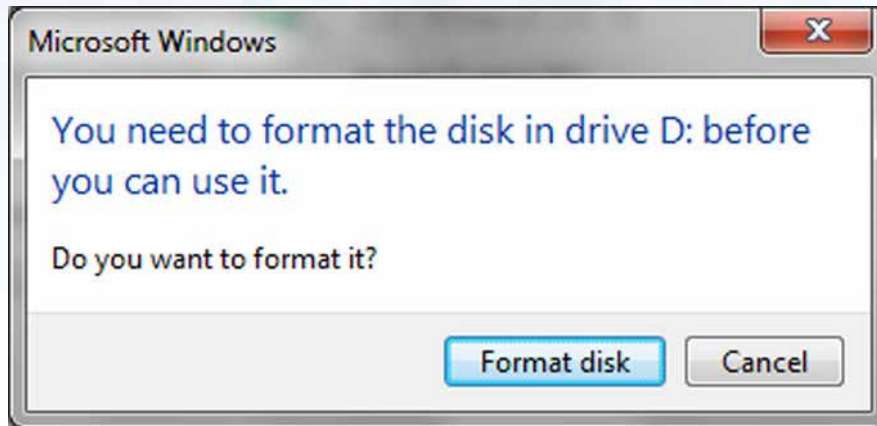 Microsoft Windows
You need to format the disk in drive D: before
you can use it.
Do you want to format it?
Format disk
Cancel